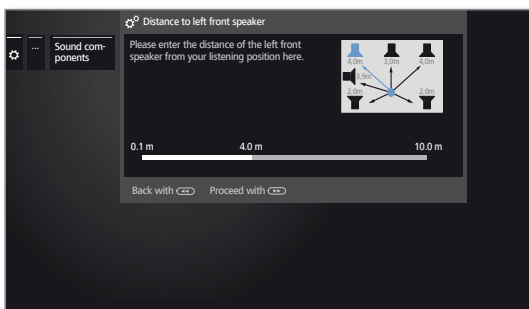 Distance to left front speaker
...
Sound com-
ponents
Please enter the distance of the left front
speaker from your listening position here.
4,0m 3,0m 4,0m
3,9m
2,0m 2,0m
0.1 m 4.0 m 10.0 m
Back with Proceed with